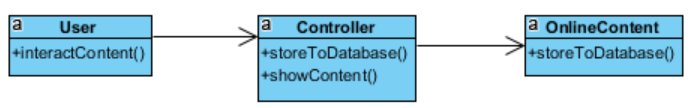 a User
+interactContent()
a Controller
+storeToDatabase()
+showContent()
a OnlineContent
+storeToDatabase()